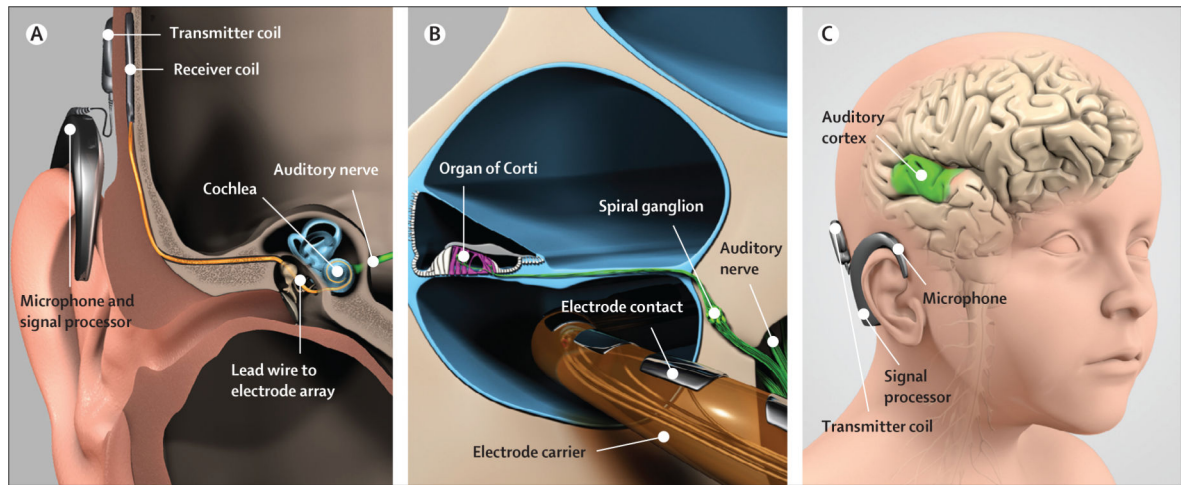 A
Transmitter coil
Receiver coil
Auditory nerve
Cochlea
Microphone and
signal processor
Lead wire to
electrode array
B
Organ of Corti
Spiral ganglion
Auditory
nerve
Electrode contact
Electrode carrier
C
Auditory
cortex
Microphone
Signal
processor
Transmitter coil